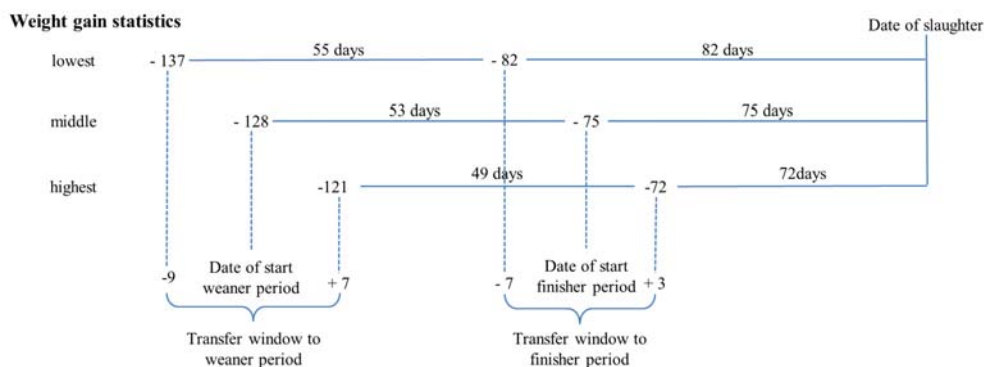 Weight gain statistics
Date of slaughter
lowest - 137 55 days - 82 82 days
middle - 128 53 days - 75 75 days
highest -121 49 days -72 72days
-9 Date of start weaner period + 7 - 7 Date of start finisher period + 3
Transfer window to weaner period
Transfer window to finisher period